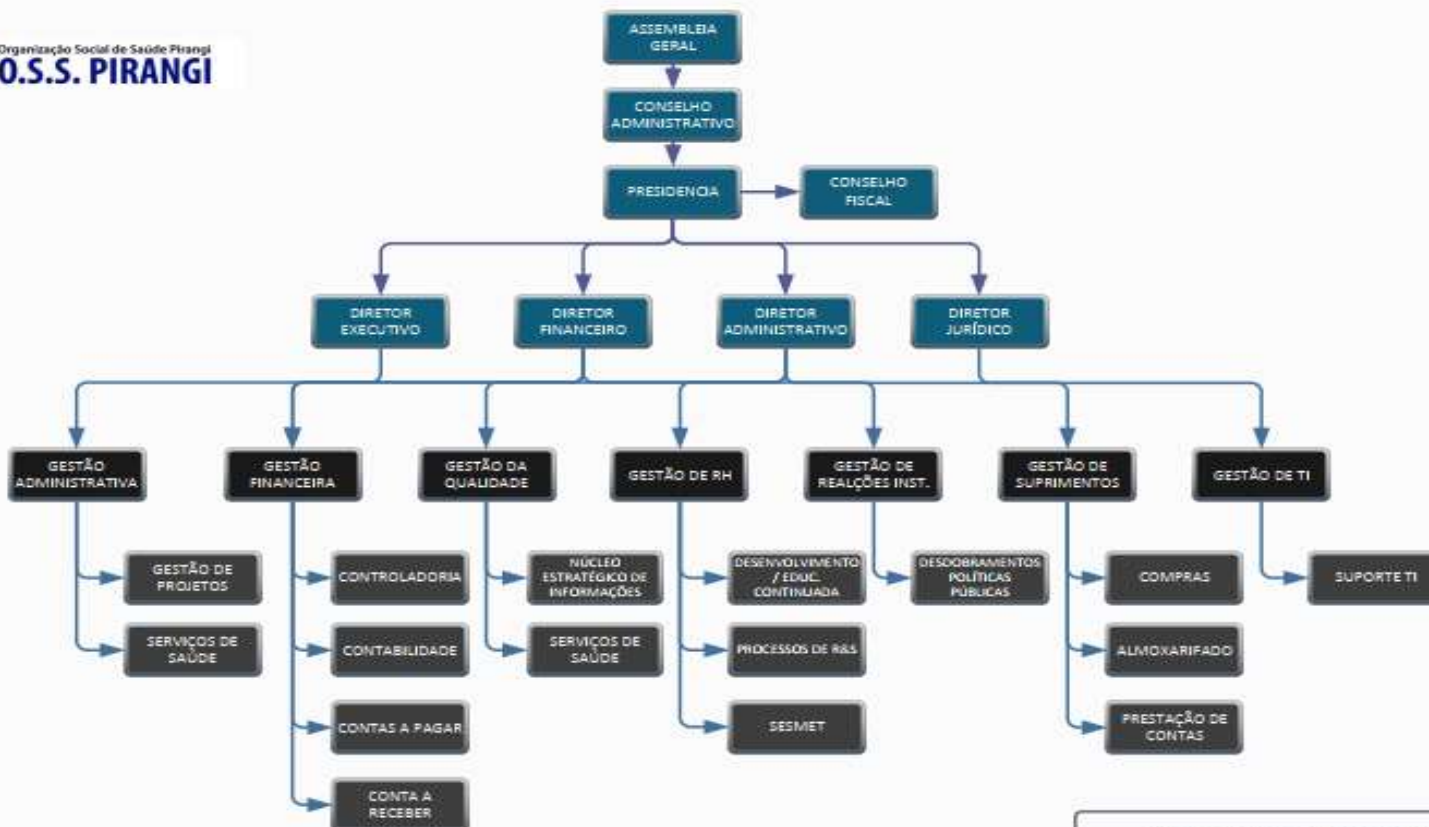 Organização Social de Saúde Pirangi
O.S.S. PIRANGI
ASSEMBLEIA
GERAL
CONSELHO
ADMINISTRATIVO
PRESIDENCIA
CONSELHO
FISCAL
DIRETOR
EXECUTIVO
DIRETOR
FINANCEIRO
DIRETOR
ADMINISTRATIVO
DIRETOR
JURÍDICO
GESTÃO
ADMINISTRATIVA
GESTÃO
FINANCEIRA
GESTÃO DA
QUALIDADE
GESTÃO DE RH
GESTÃO DE
REALÇÕES INST.
GESTÃO DE
SUPRIMENTOS
GESTÃO DE TI
GESTÃO DE
PROJETOS
CONTROLADORIA
NÚCLEO
ESTRATÉGICO DE
INFORMAÇÕES
DESENVOLVIMENTO
/ EDUC.
CONTINUADA
DESDOBRAMENTOS
POLÍTICAS
PÚBLICAS
COMPRAS
SUPORTE TI
SERVIÇOS DE
SAÚDE
CONTABILIDADE
SERVIÇOS DE
SAÚDE
PROCESSOS DE R&S
ALMOXARIFADO
CONTAS A PAGAR
SESMET
PRESTAÇÃO DE
CONTAS
CONTA A
RECEBER